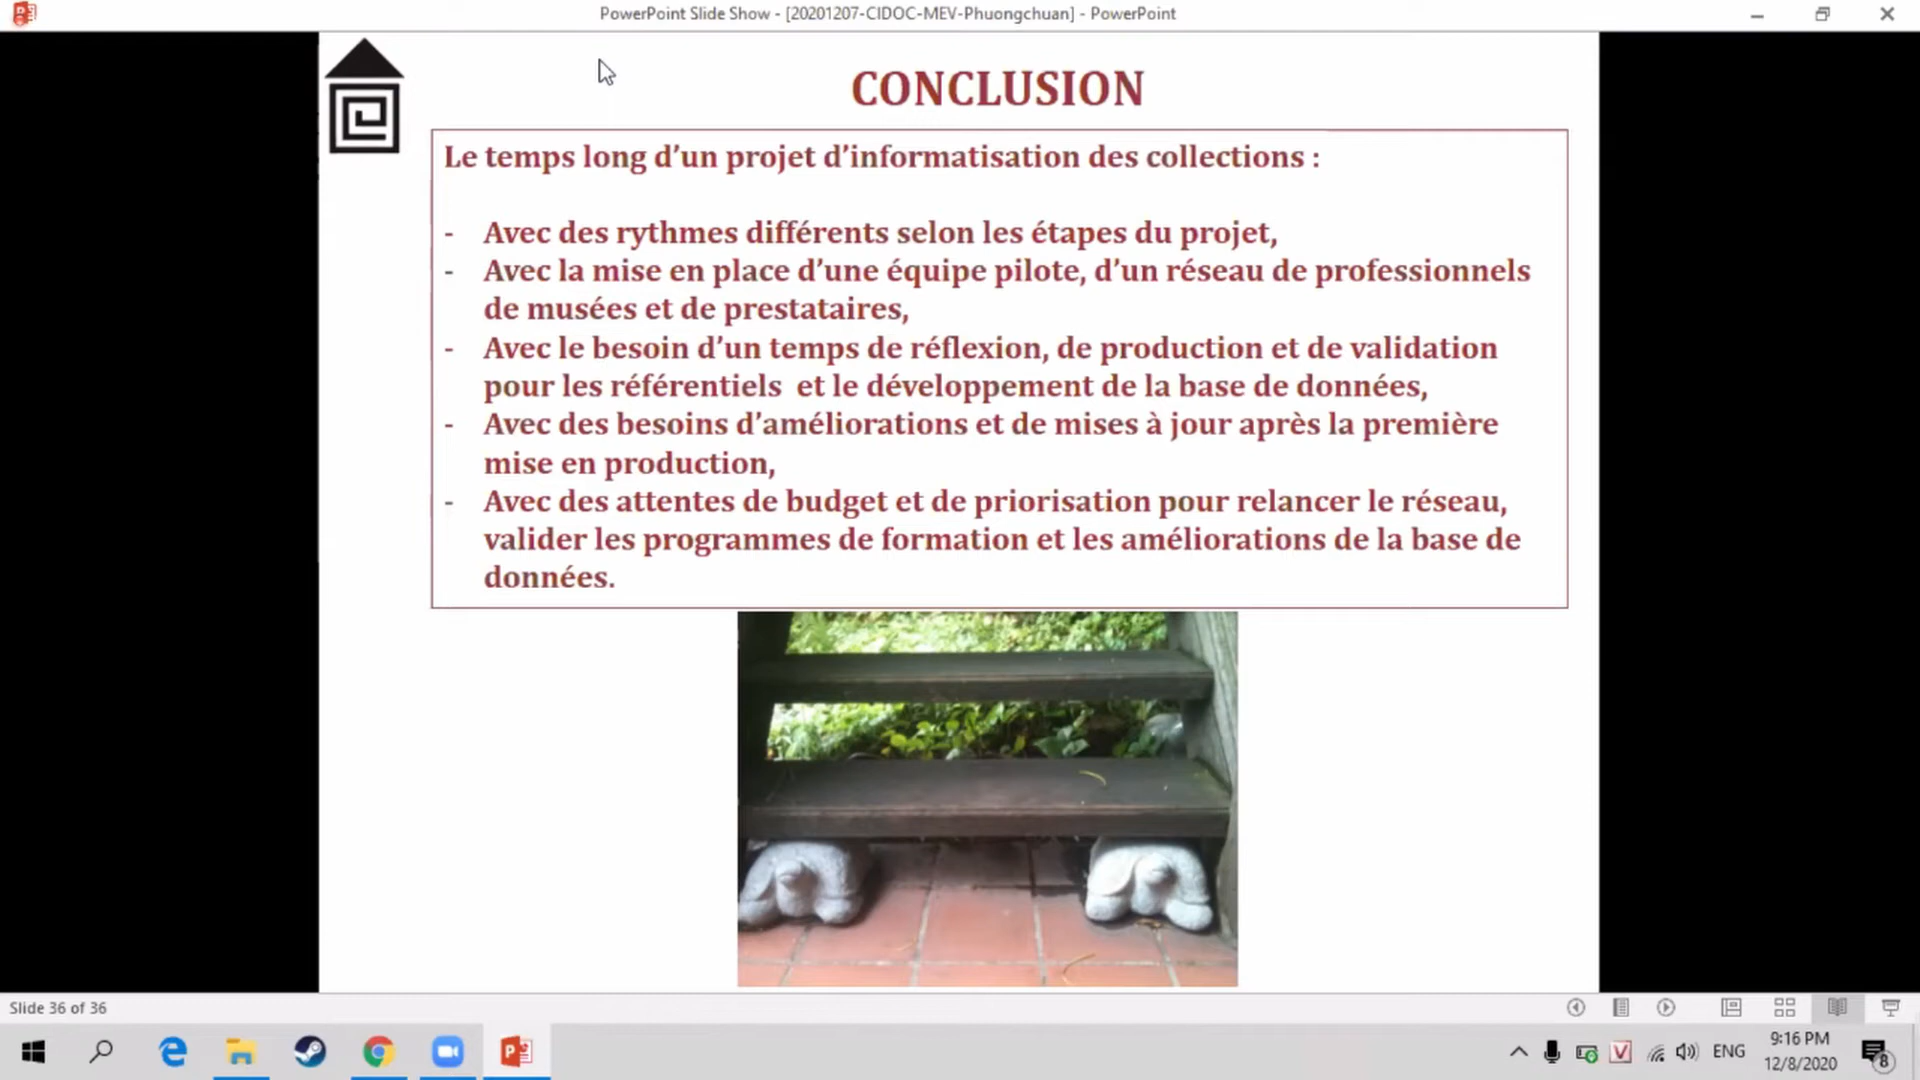 PowerPoint Slide Show - [20201207-CIDOC-MEV-Phuongchuan] - PowerPoint
CONCLUSION
Le temps long d’un projet d’informatisation des collections :
- Avec des rythmes différents selon les étapes du projet,
- Avec la mise en place d’une équipe pilote, d’un réseau de professionnels
de musées et de prestataires,
- Avec le besoin d’un temps de réflexion, de production et de validation
pour les référentiels et le développement de la base de données,
- Avec des besoins d’améliorations et de mises à jour après la première
mise en production,
- Avec des attentes de budget et de priorisation pour relancer le réseau,
valider les programmes de formation et les améliorations de la base de
données.
Slide 36 of 36
ENG
9:16 PM
12/8/2020
8